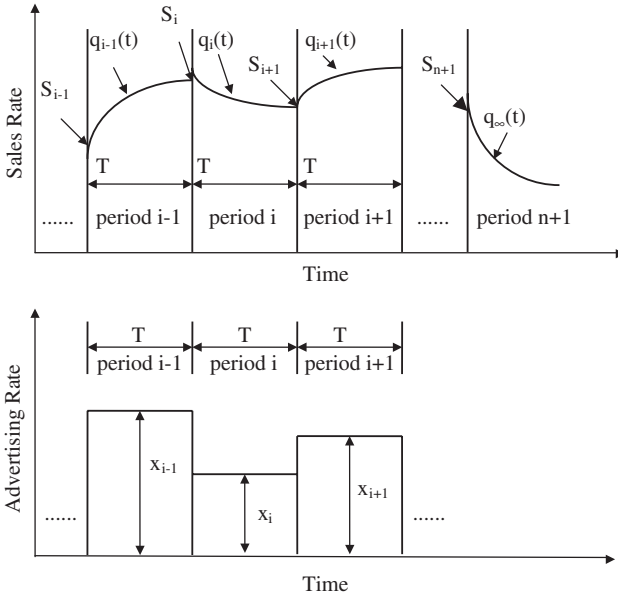 S_i
q_{i-1}(t)
q_i(t)
q_{i+1}(t)
S_{i+1}
S_{n+1}
S_{i-1}
q_∞(t)
T
T
T
...... period i-1 period i period i+1 ...... period n+1
Sales Rate
Time
T T T
period i-1 period i period i+1
x_{i-1}
x_i
x_{i+1}
...... ......
Advertising Rate
Time